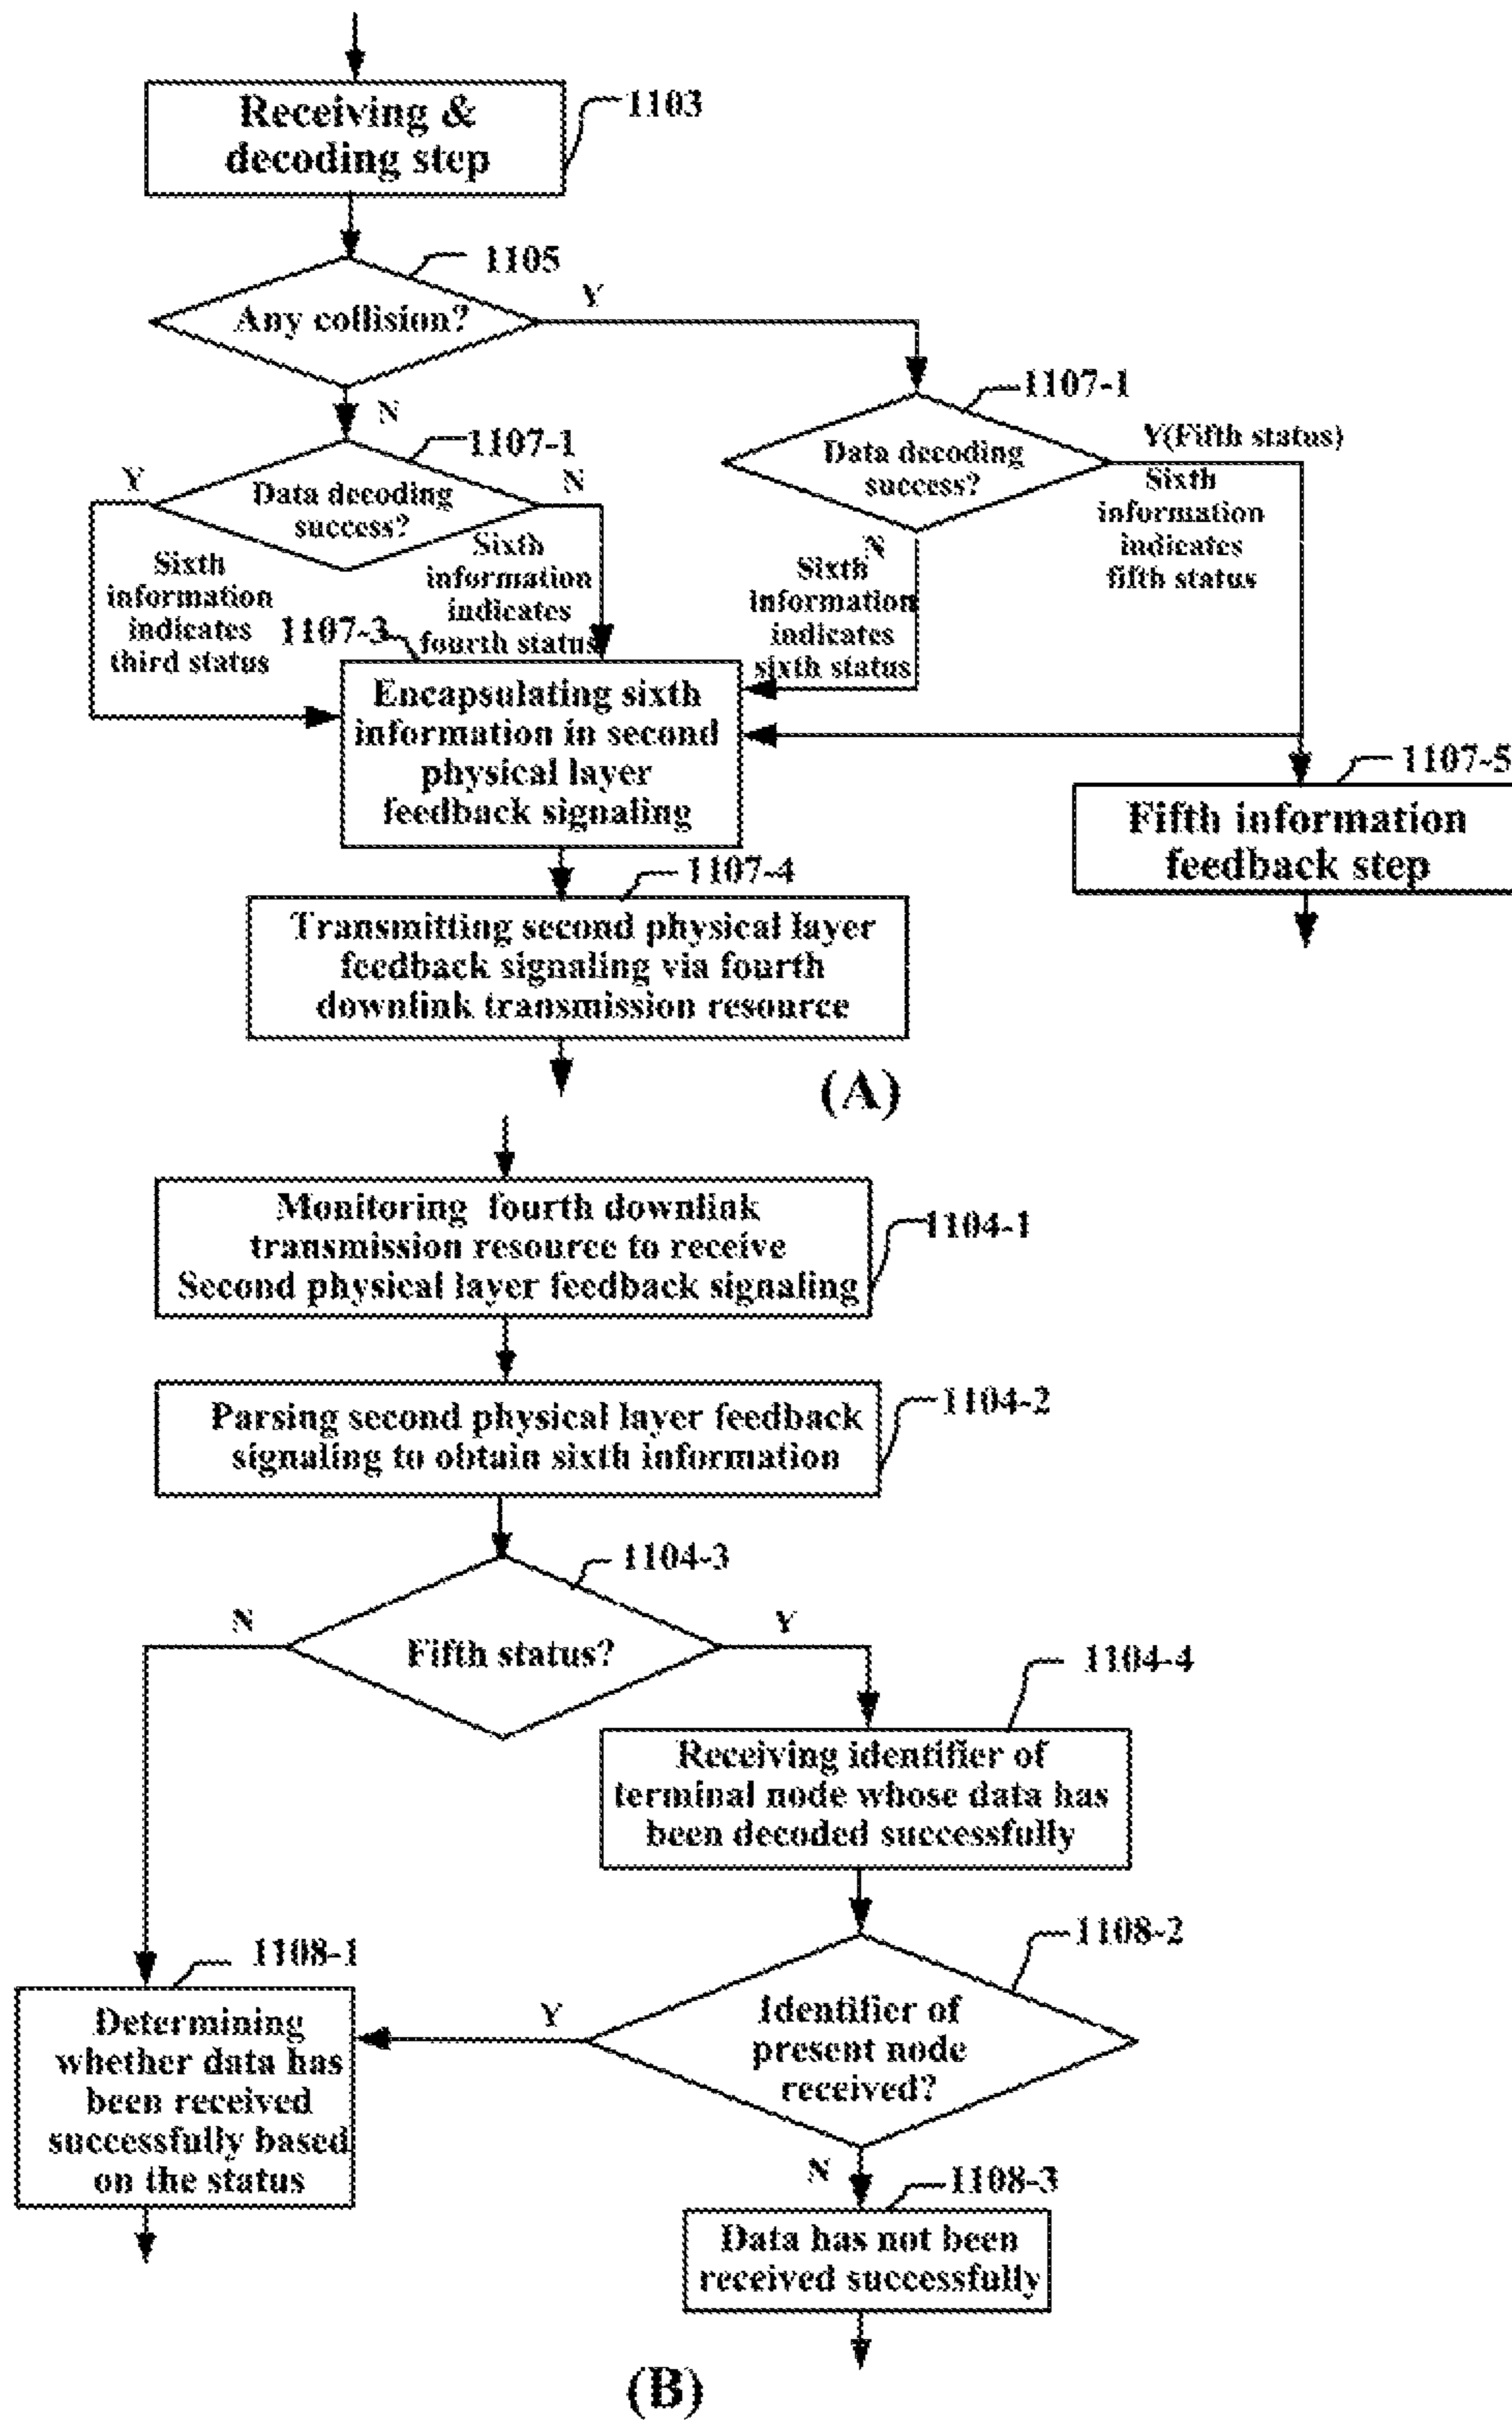 Receiving &
decoding step
1103
1105
Any collision?
Y
N
1107-1
Data decoding
success?
Y(Fifth status)
Sixth
information
indicates
fifth status
N
Sixth
information
indicates
sixth status
1107-1
Data decoding
success?
Y
N
Sixth
information
indicates
third status
Sixth
information
indicates
fourth status
1107-3
Encapsulating sixth
information in second
physical layer
feedback signaling
1107-5
Fifth information
feedback step
1107-4
Transmitting second physical layer
feedback signaling via fourth
downlink transmission resource
(A)
Monitoring fourth downlink
transmission resource to receive
Second physical layer feedback signaling
1104-1
Parsing second physical layer feedback
signaling to obtain sixth information
1104-2
1104-3
Fifth status?
N
Y
1104-4
Receiving identifier of
terminal node whose data has
been decoded successfully
1108-2
Identifier of
present node
received?
Y
N
1108-1
Determining
whether data has
been received
successfully based
on the status
1108-3
Data has not been
received successfully
(B)